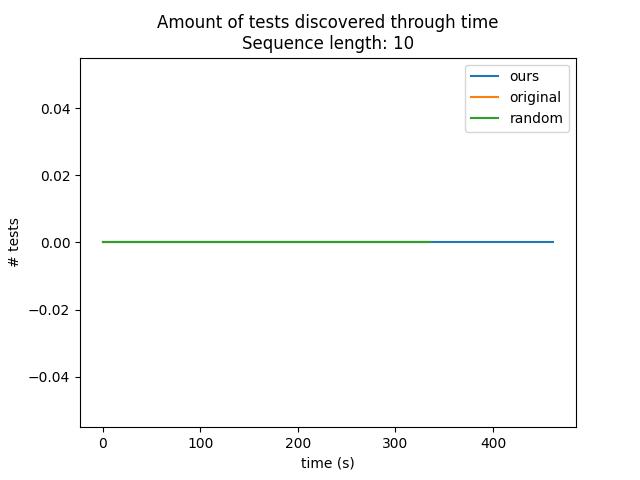 Amount of tests discovered through time
Sequence length: 10
ours
original
random
0.04
0.02
0.00
−0.02
−0.04
# tests
0 100 200 300 400
time (s)